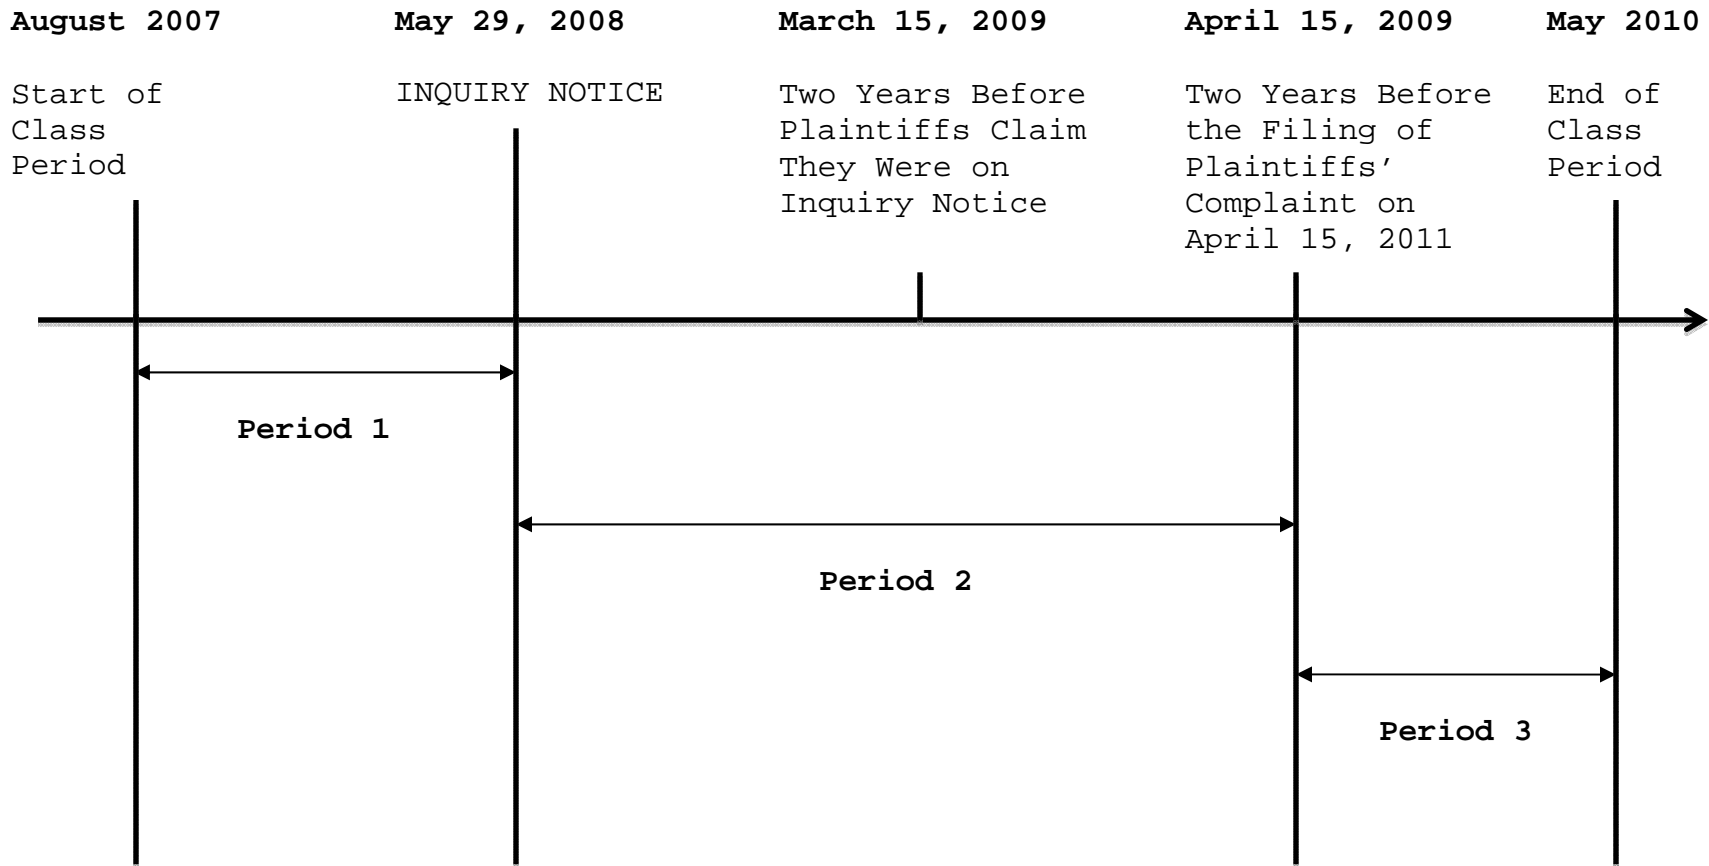 August 2007
Start of
Class
Period
May 29, 2008
INQUIRY NOTICE
March 15, 2009
Two Years Before
Plaintiffs Claim
They Were on
Inquiry Notice
April 15, 2009
Two Years Before
the Filing of
Plaintiffs’
Complaint on
April 15, 2011
May 2010
End of
Class
Period
Period 1
Period 2
Period 3